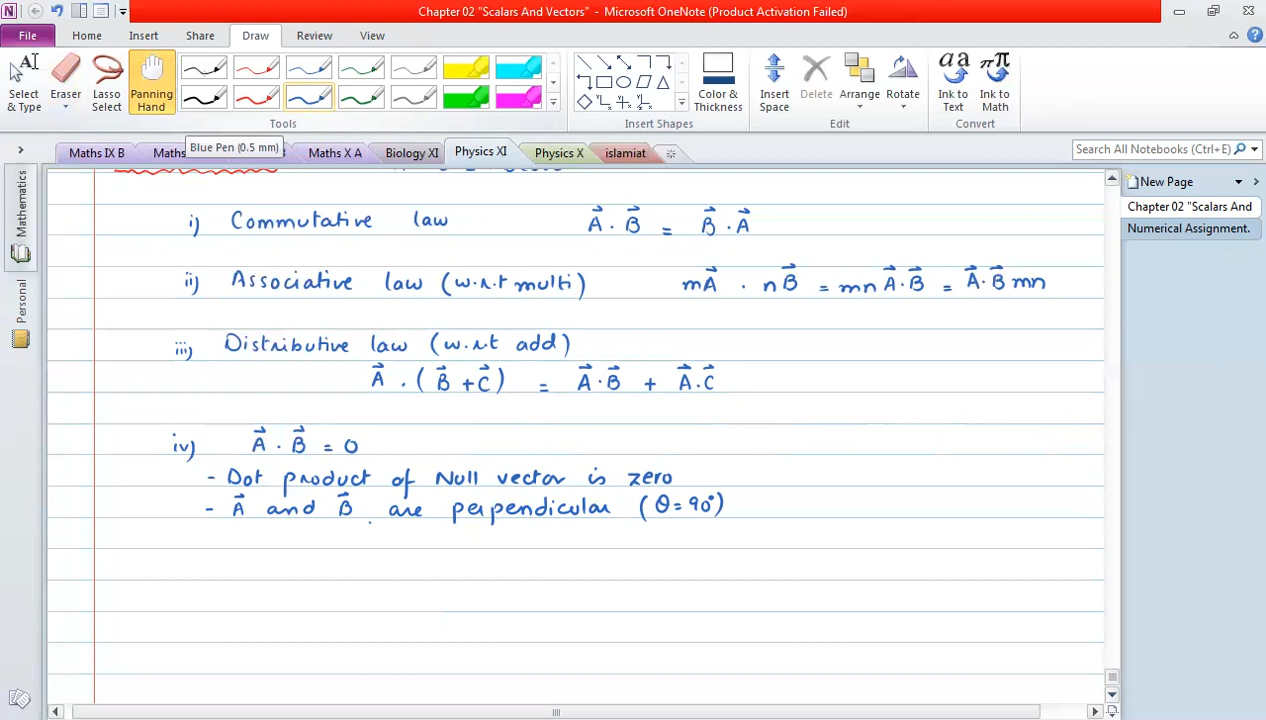 Chapter 02 "Scalars And Vectors" - Microsoft OneNote (Product Activation Failed)
File Home Insert Share Draw Review View
Select & Type Eraser Lasso Select Panning Hand Color & Thickness Insert Space Delete Arrange Rotate Ink to Text Ink to Math
Tools Insert Shapes Edit Convert
Blue Pen (0.5 mm)
Maths IX B Maths B Maths X A Biology XI Physics XI Physics X islamiat Search All Notebooks (Ctrl+E)
New Page
Chapter 02 "Scalars And
Numerical Assignment.
Mathematics
Personal
i) Commutative law A⃗ · B⃗ = B⃗ · A⃗
ii) Associative law (w.r.t multi) mA⃗ · nB⃗ = mn A⃗·B⃗ = A⃗·B⃗ mn
iii) Distributive law (w.r.t add)
A⃗ · (B⃗ + C⃗) = A⃗·B⃗ + A⃗·C⃗
iv) A⃗ · B⃗ = 0
- Dot product of Null vector is zero
- A⃗ and B⃗ are perpendicular (θ = 90°)